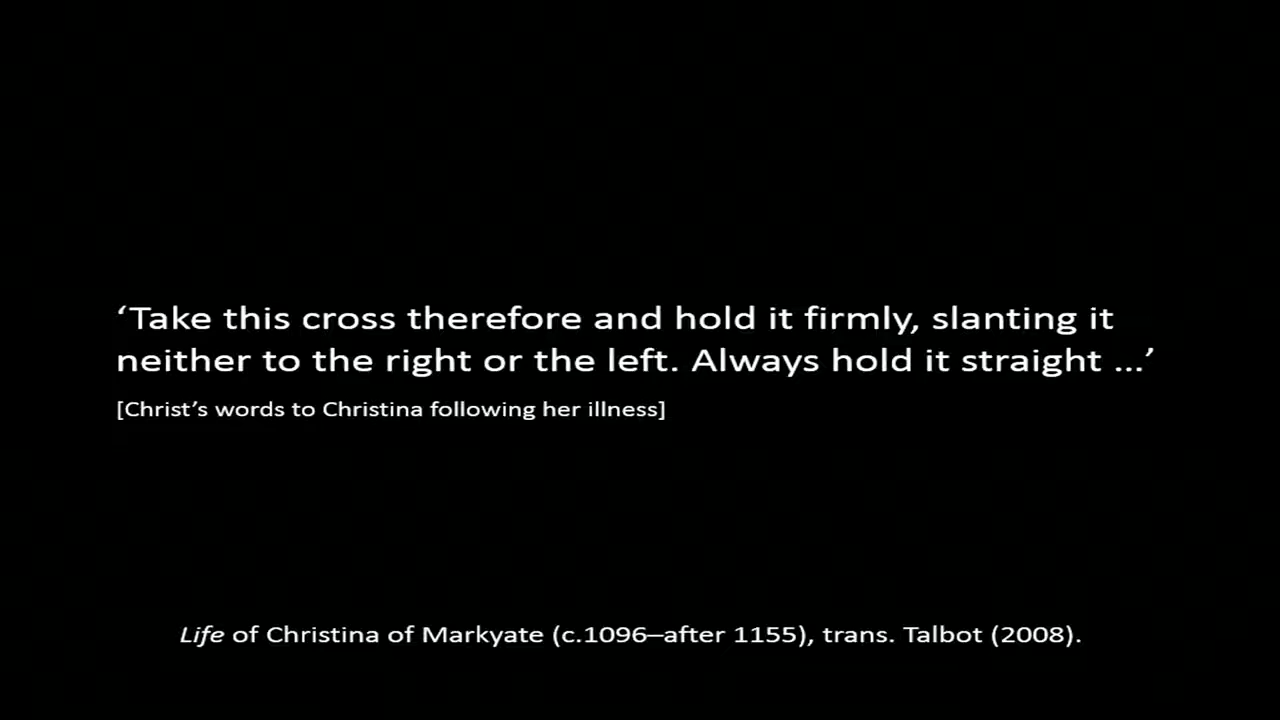 ‘Take this cross therefore and hold it firmly, slanting it
neither to the right or the left. Always hold it straight ...’
[Christ’s words to Christina following her illness]
Life of Christina of Markyate (c.1096–after 1155), trans. Talbot (2008).